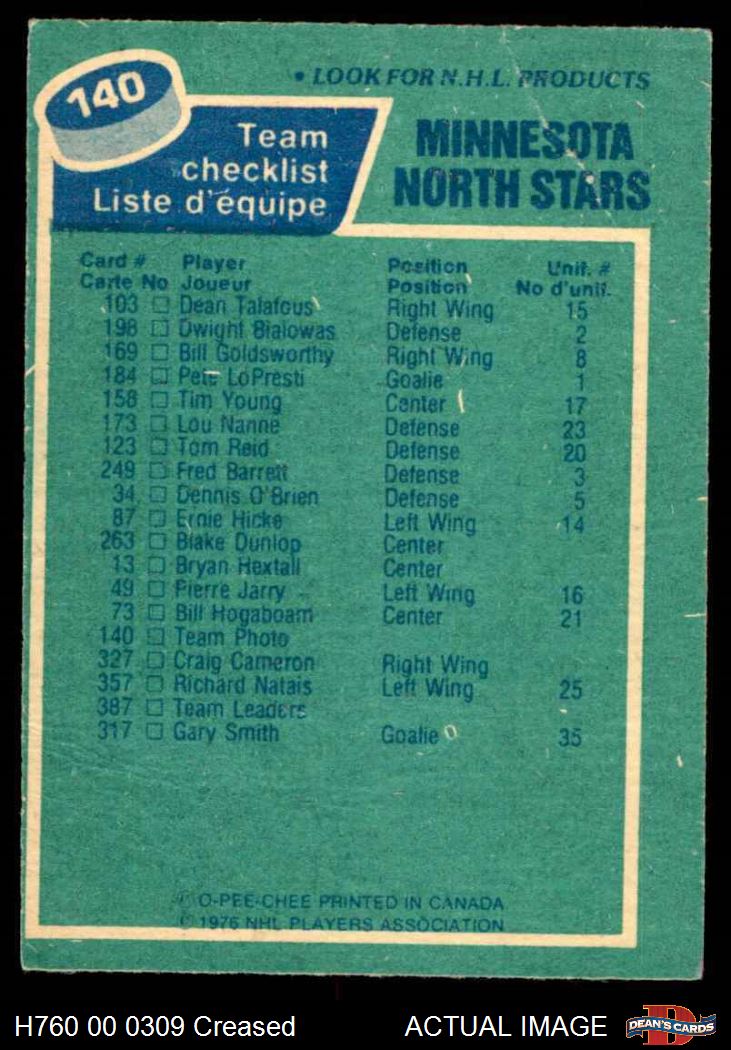 140
• LOOK FOR N.H.L. PRODUCTS
Team
checklist
Liste d'équipe
MINNESOTA
NORTH STARS
Card # Player Position Unif. #
Carte No Joueur Position No d'unif.
103 □ Dean Talafous Right Wing 15
198 □ Dwight Bialowas Defense 2
169 □ Bill Goldsworthy Right Wing 8
184 □ Pete LoPresti Goalie 1
158 □ Tim Young Center 17
173 □ Lou Nanne Defense 23
123 □ Tom Reid Defense 20
249 □ Fred Barrett Defense 3
34 □ Dennis O'Brien Defense 5
87 □ Ernie Hicke Left Wing 14
263 □ Blake Dunlop Center
13 □ Bryan Hextall Center
49 □ Pierre Jarry Left Wing 16
73 □ Bill Hogaboam Center 21
140 □ Team Photo
327 □ Craig Cameron Right Wing
357 □ Richard Natais Left Wing 25
387 □ Team Leaders
317 □ Gary Smith Goalie 35
© O-PEE-CHEE PRINTED IN CANADA
© 1976 NHL PLAYERS ASSOCIATION
H760 00 0309 Creased ACTUAL IMAGE DEAN'S CARDS